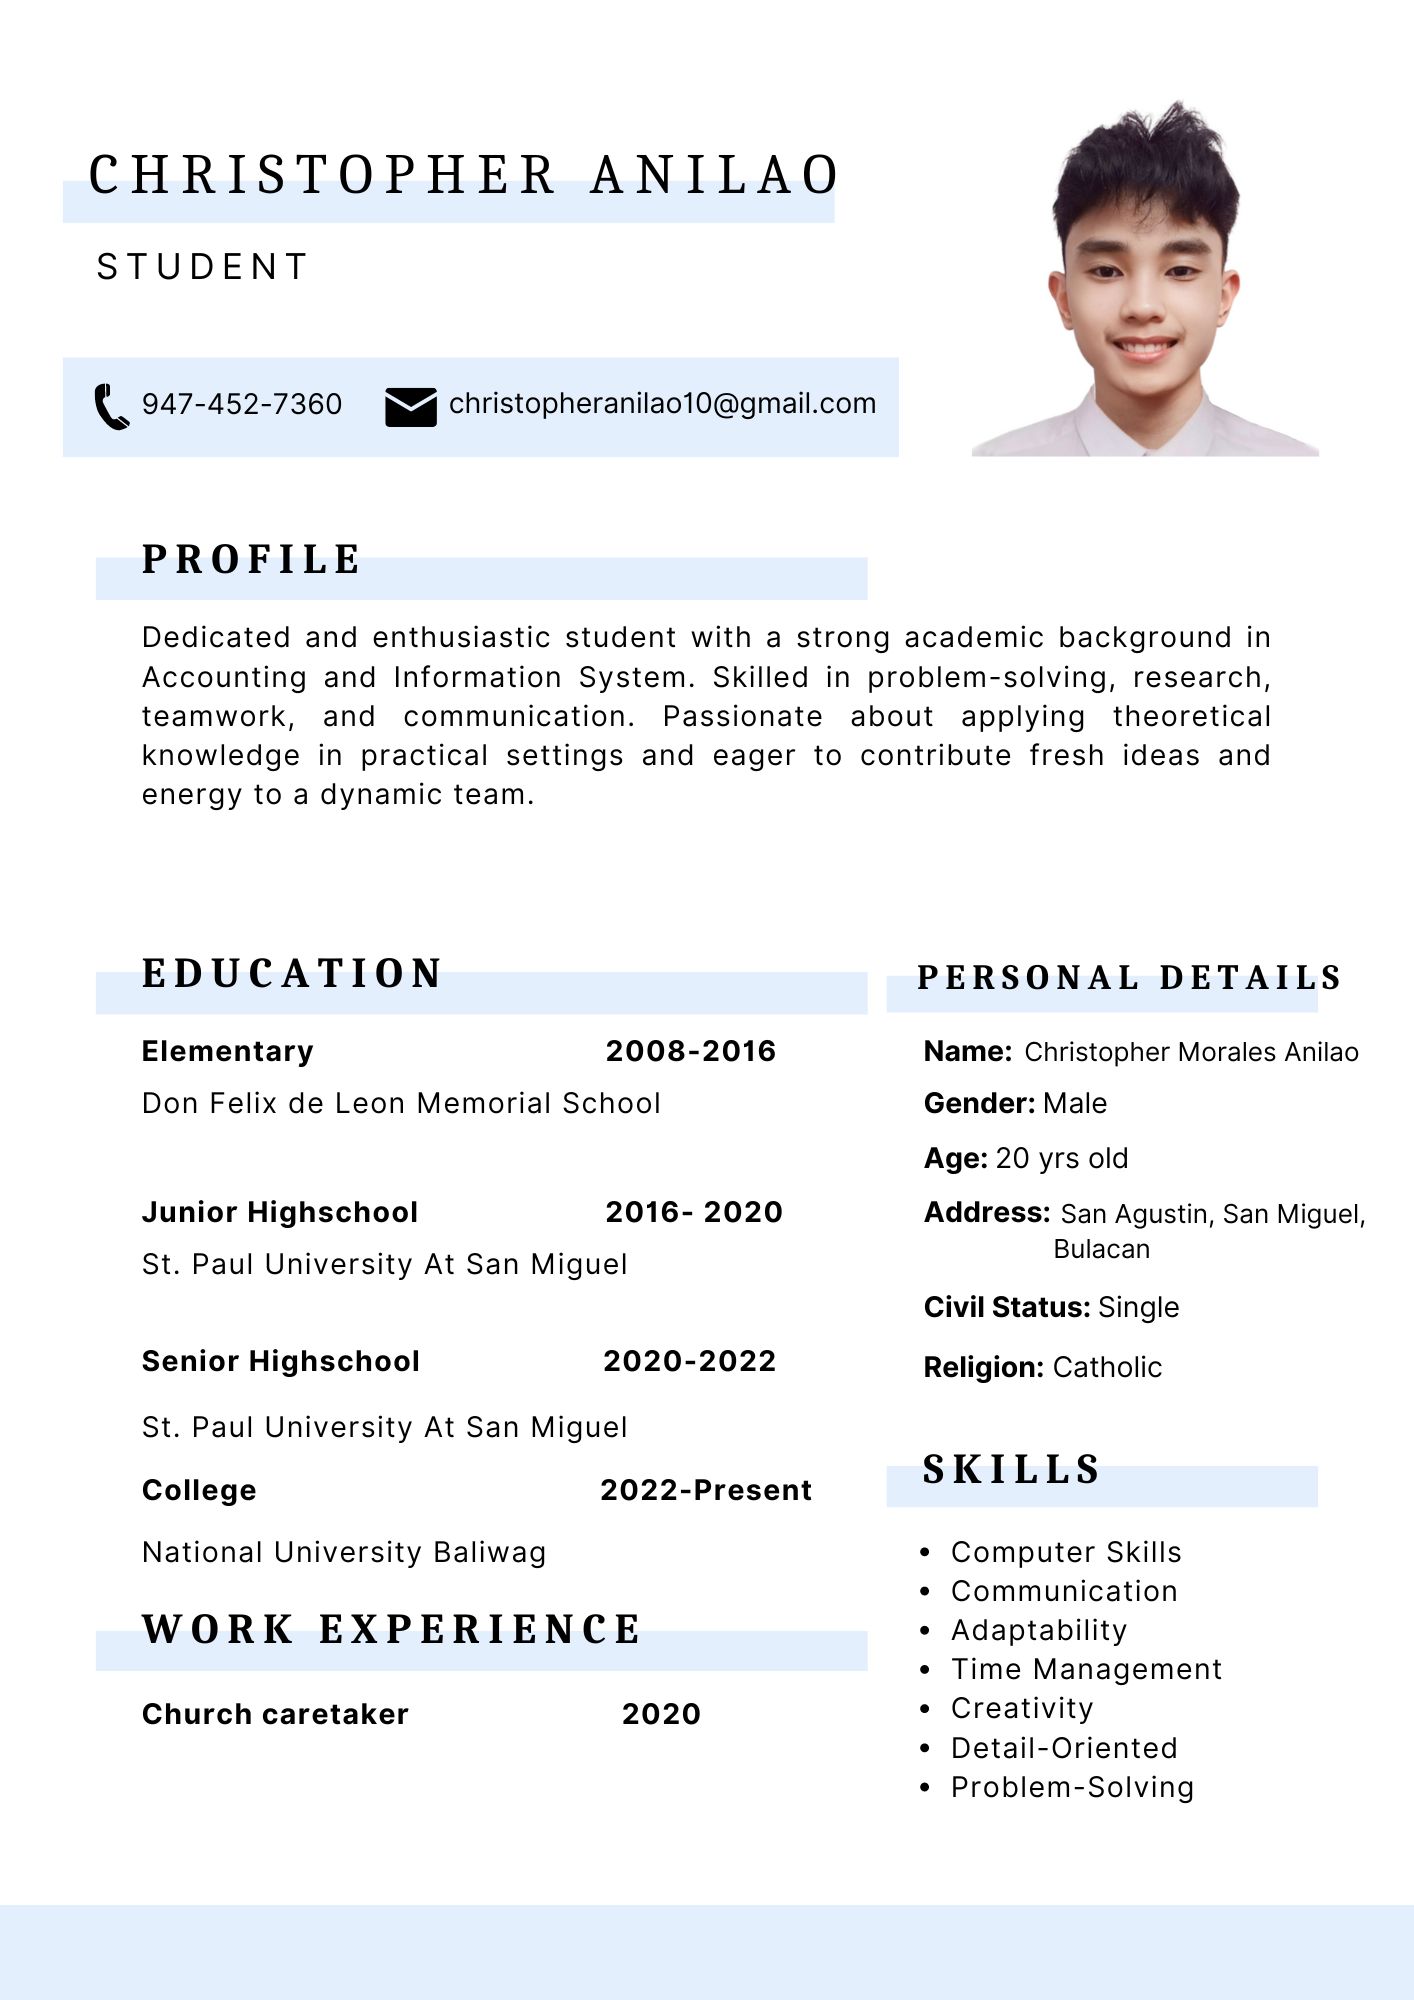 CHRISTOPHER ANILAO
STUDENT
947-452-7360
christopheranilao10@gmail.com
PROFILE
Dedicated and enthusiastic student with a strong academic background in
Accounting and Information System. Skilled in problem-solving, research,
teamwork, and communication. Passionate about applying theoretical
knowledge in practical settings and eager to contribute fresh ideas and
energy to a dynamic team.
EDUCATION
Elementary 2008-2016
Don Felix de Leon Memorial School
Junior Highschool 2016- 2020
St. Paul University At San Miguel
Senior Highschool 2020-2022
St. Paul University At San Miguel
College 2022-Present
National University Baliwag
WORK EXPERIENCE
Church caretaker 2020
PERSONAL DETAILS
Name: Christopher Morales Anilao
Gender: Male
Age: 20 yrs old
Address: San Agustin, San Miguel,
Bulacan
Civil Status: Single
Religion: Catholic
SKILLS
• Computer Skills
• Communication
• Adaptability
• Time Management
• Creativity
• Detail-Oriented
• Problem-Solving